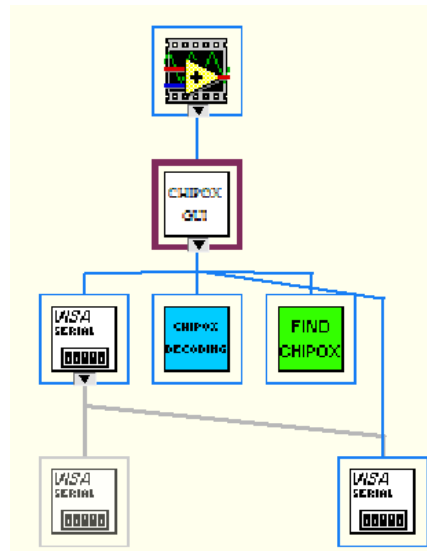 CHIPOX
GUI
VISA
SERIAL
CHIPOX
DECODING
FIND
CHIPOX
VISA
SERIAL
VISA
SERIAL